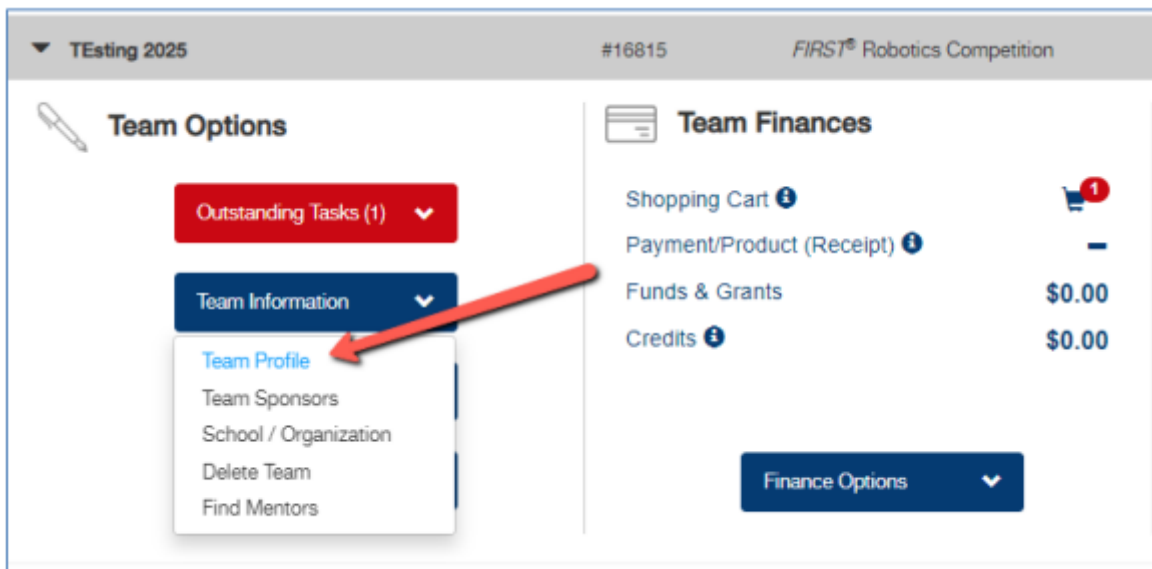 TEsting 2025 #16815 FIRST® Robotics Competition
Team Options
Outstanding Tasks (1)
Team Information
Team Profile
Team Sponsors
School / Organization
Delete Team
Find Mentors
Team Finances
Shopping Cart 1
Payment/Product (Receipt) –
Funds & Grants $0.00
Credits $0.00
Finance Options